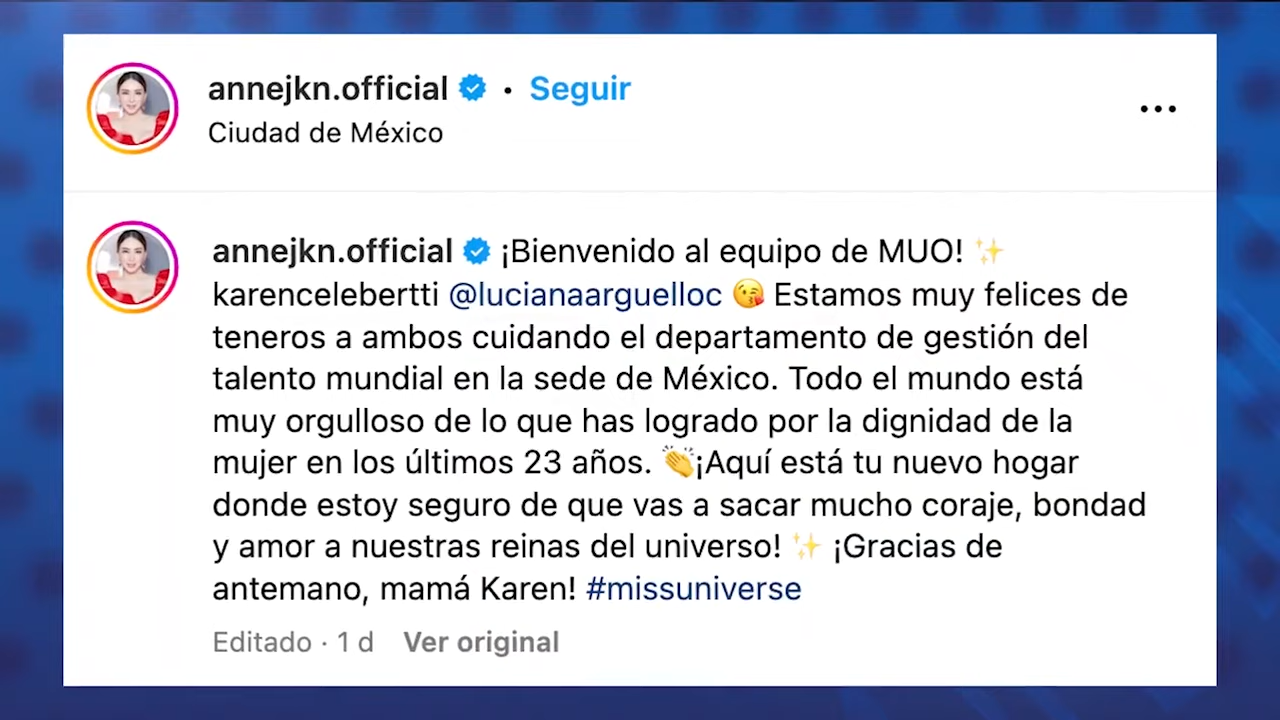 annejkn.official • Seguir
Ciudad de México
annejkn.official ¡Bienvenido al equipo de MUO! ✨
karencelebertti @lucianaarguelloc 😘 Estamos muy felices de
teneros a ambos cuidando el departamento de gestión del
talento mundial en la sede de México. Todo el mundo está
muy orgulloso de lo que has logrado por la dignidad de la
mujer en los últimos 23 años. 👏¡Aquí está tu nuevo hogar
donde estoy seguro de que vas a sacar mucho coraje, bondad
y amor a nuestras reinas del universo! ✨ ¡Gracias de
antemano, mamá Karen! #missuniverse
Editado · 1 d Ver original